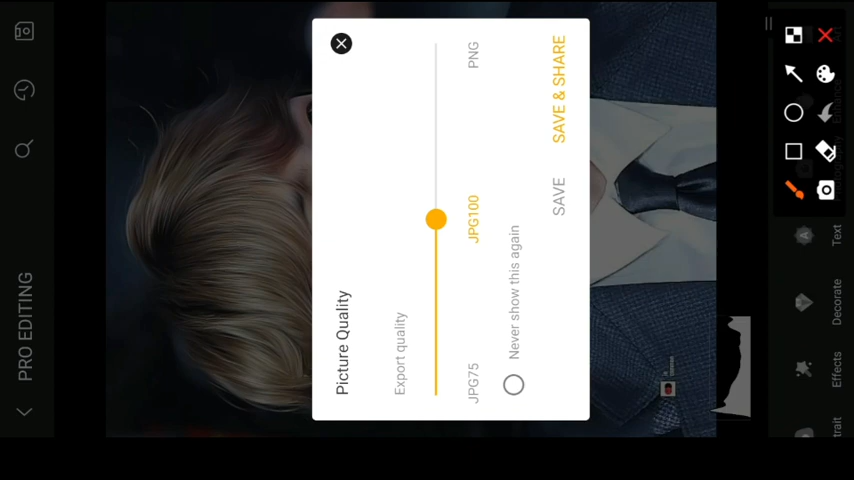 PRO EDITING
Picture Quality
Export quality
JPG75
JPG100
PNG
Never show this again
SAVE
SAVE & SHARE
Text
Decorate
Effects